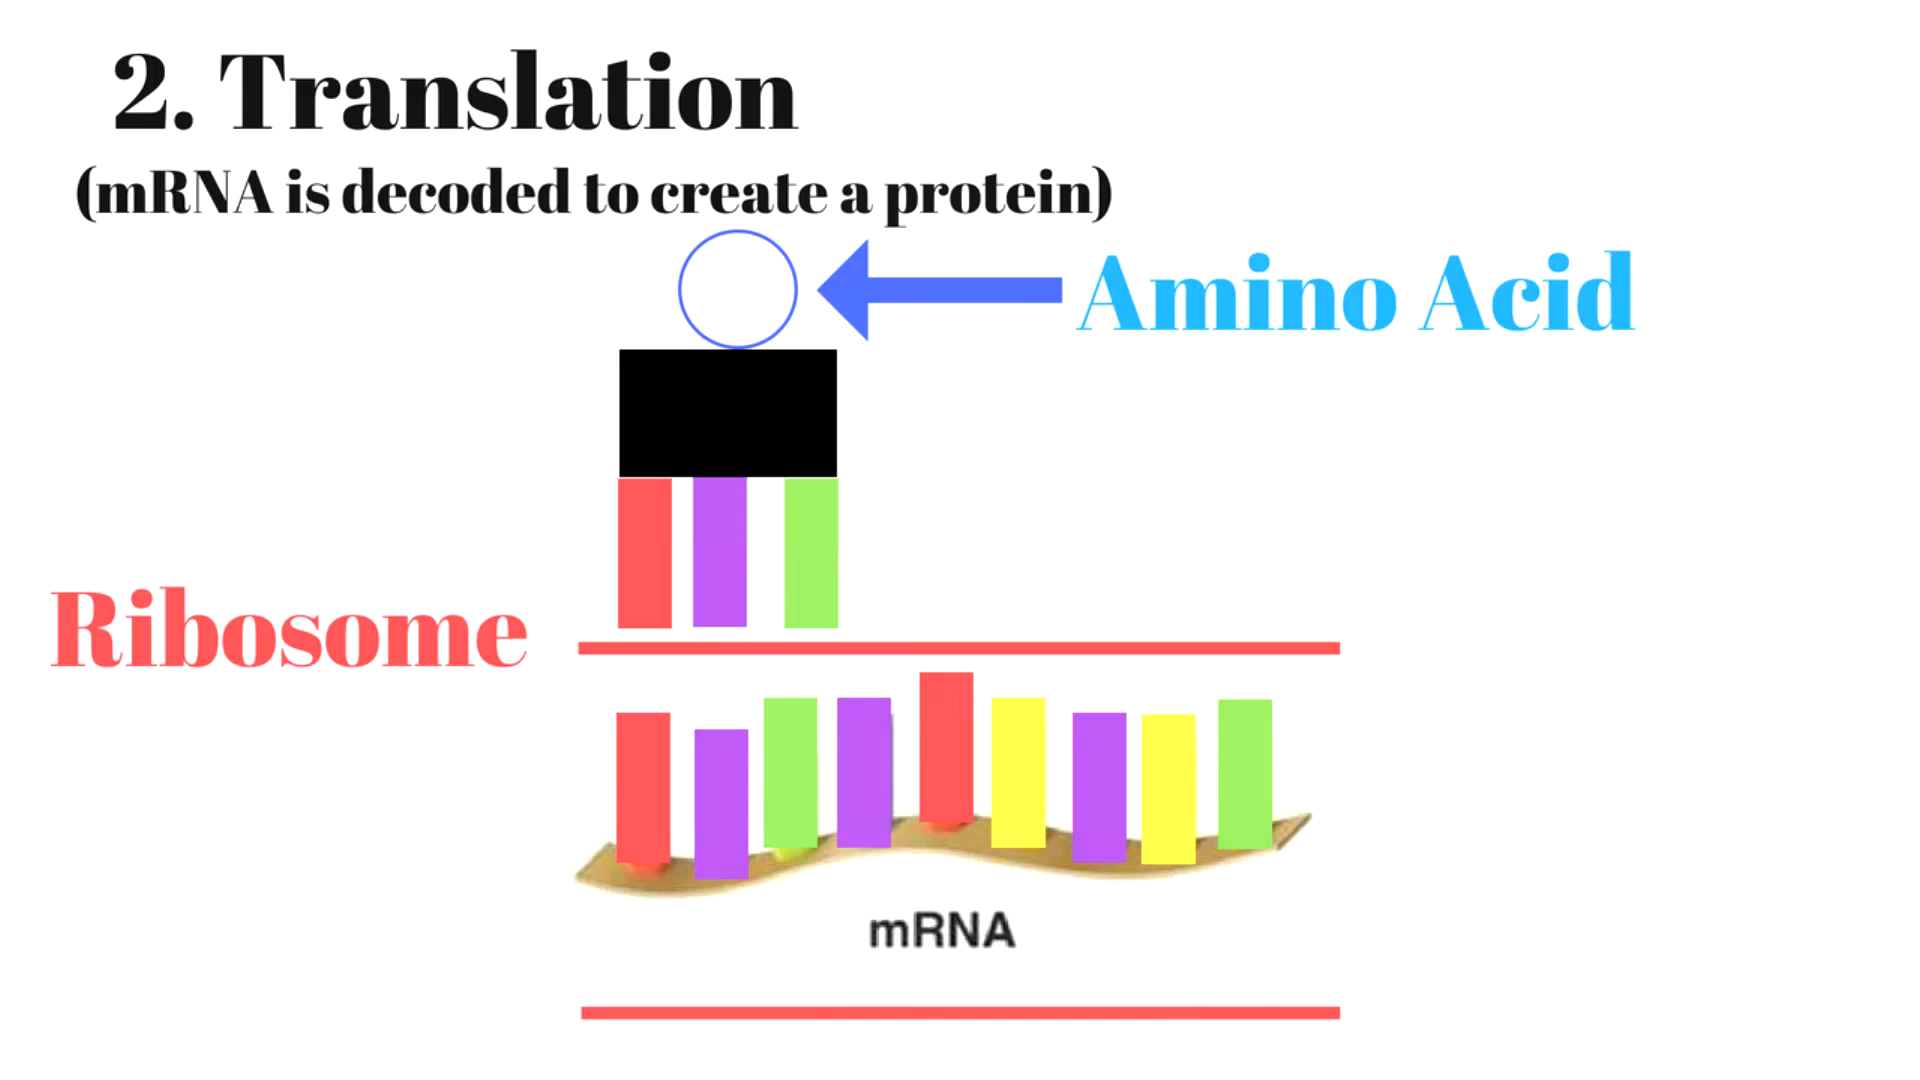 2. Translation
(mRNA is decoded to create a protein)
Amino Acid
Ribosome
mRNA